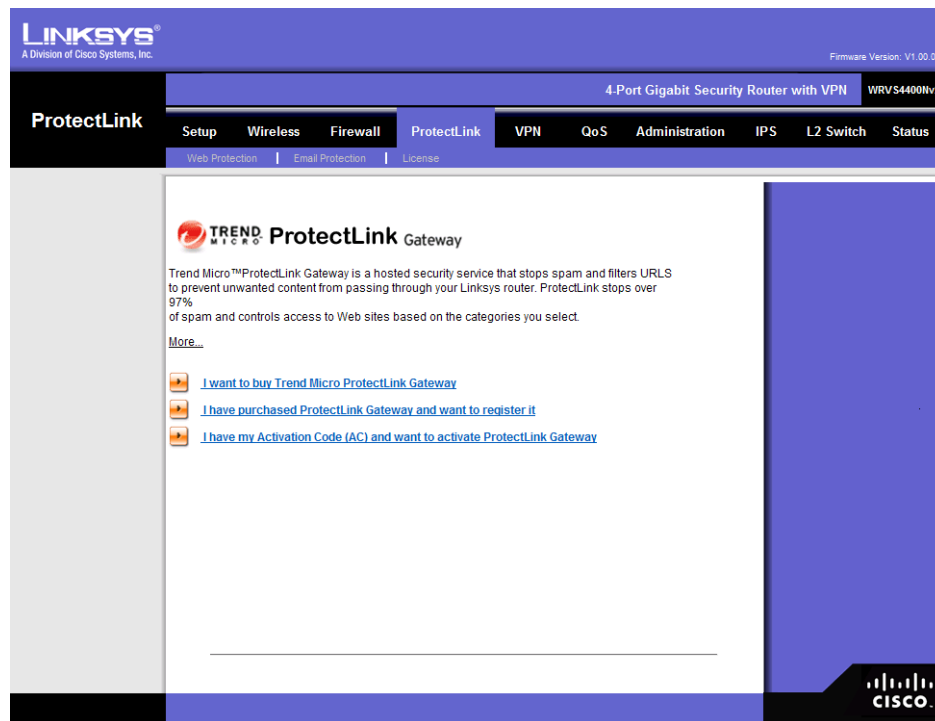 LINKSYS®
A Division of Cisco Systems, Inc.
Firmware Version: V1.00.0
4-Port Gigabit Security Router with VPN
WRVS4400Nv
ProtectLink
Setup Wireless Firewall ProtectLink VPN QoS Administration IPS L2 Switch Status
Web Protection | Email Protection | License
TREND MICRO ProtectLink Gateway
Trend Micro™ProtectLink Gateway is a hosted security service that stops spam and filters URLS
to prevent unwanted content from passing through your Linksys router. ProtectLink stops over
97%
of spam and controls access to Web sites based on the categories you select.
More...
I want to buy Trend Micro ProtectLink Gateway
I have purchased ProtectLink Gateway and want to register it
I have my Activation Code (AC) and want to activate ProtectLink Gateway
CISCO.